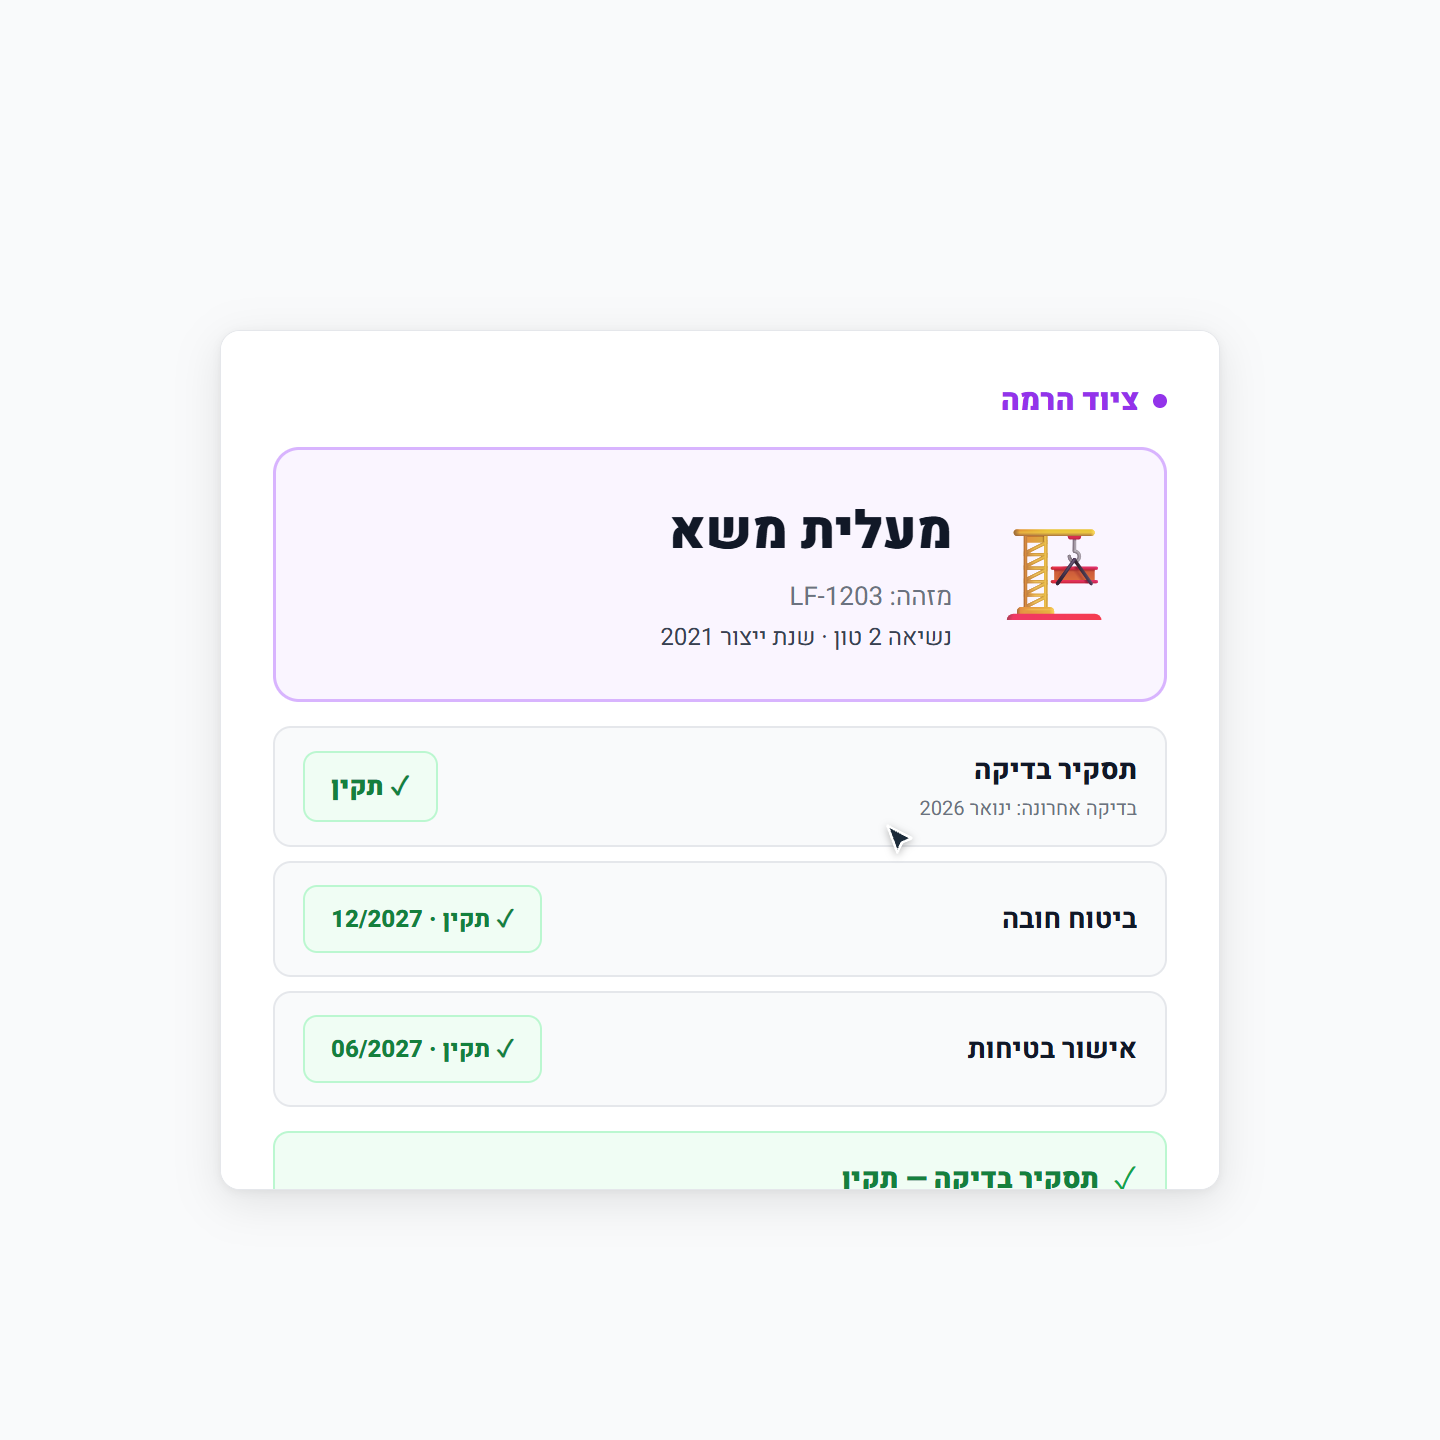 ציוד הרמה
מעלית משא
מזהה: LF-1203
נשיאה 2 טון · שנת ייצור 2021
תסקיר בדיקה
בדיקה אחרונה: ינואר 2026
✓ תקין
ביטוח חובה
✓ תקין · 12/2027
אישור בטיחות
✓ תקין · 06/2027
✓ תסקיר בדיקה — תקין